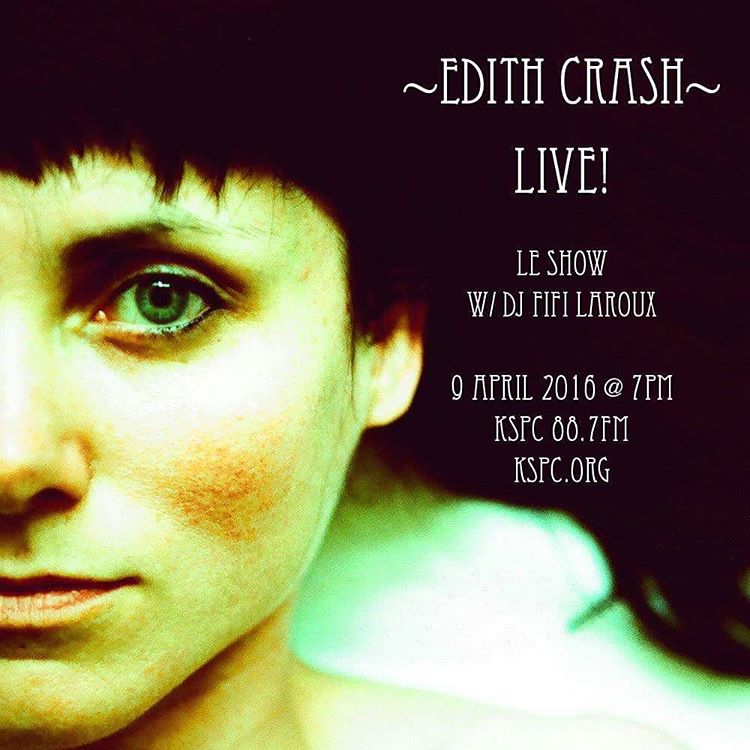 ~EDITH CRASH~
LIVE!
LE SHOW
W/ DJ FIFI LAROUX
9 APRIL 2016 @ 7PM
KSPC 88.7FM
KSPC.ORG